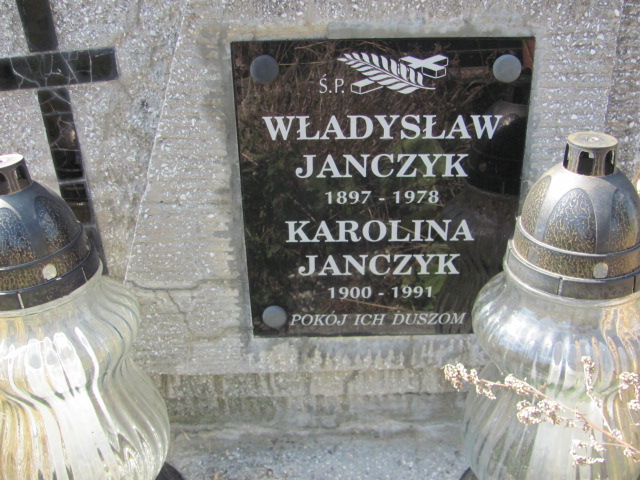 Ś.P.
WŁADYSŁAW
JANCZYK
1897 - 1978
KAROLINA
JANCZYK
1900 - 1991
POKÓJ ICH DUSZOM